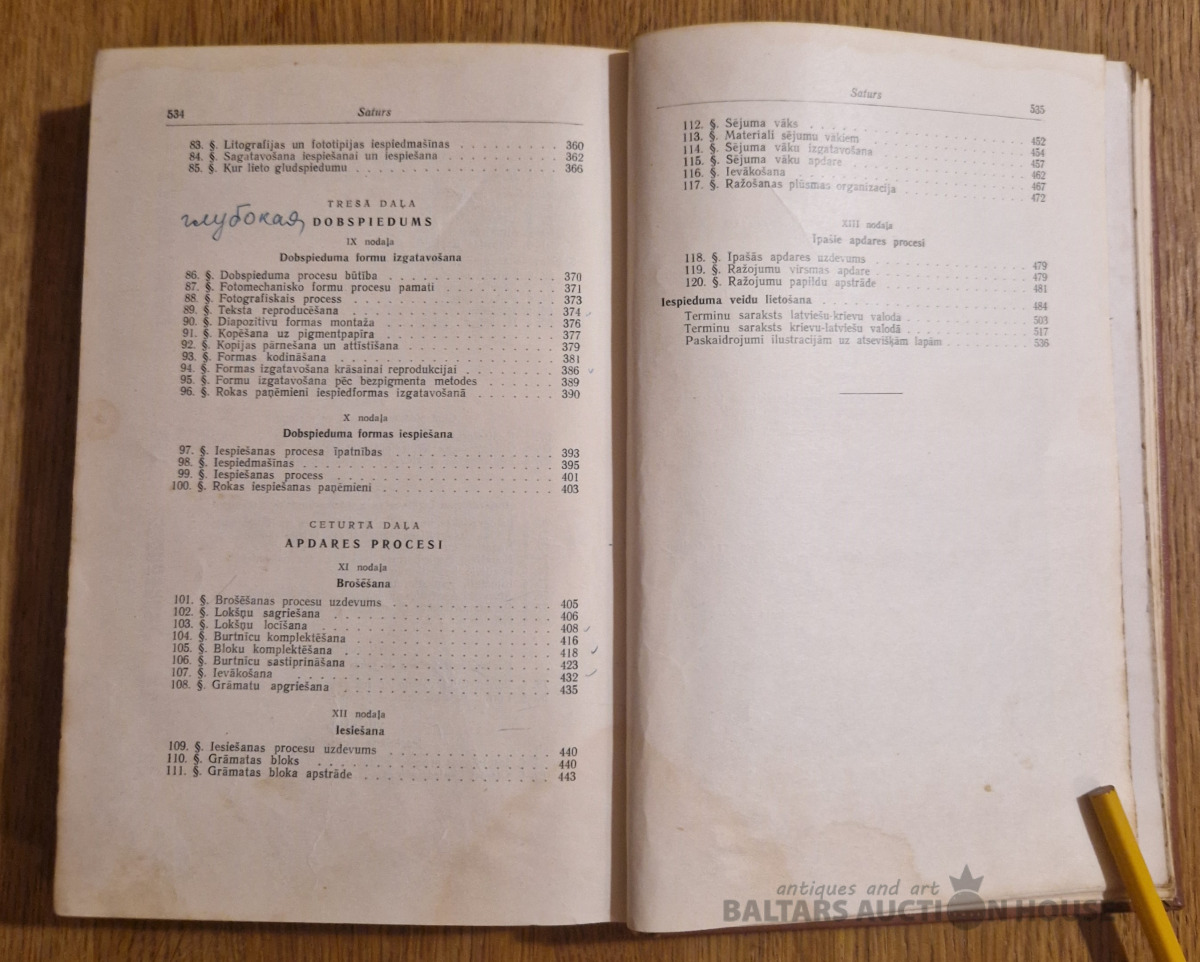 534 Saturs
83. §. Litografijas un fototipijas iespiedmašīnas . . . . . . . . . 360
84. §. Sagatavošana iespiešanai un iespiešana . . . . . . . . . 362
85. §. Kur lieto gludspiedumu . . . . . . . . . 366
TREŠĀ DAĻA
глубокая
DOBSPIEDUMS
IX nodaļa
Dobspieduma formu izgatavošana
86. §. Dobspieduma procesu būtība . . . . . . . . . 370
87. §. Fotomechanisko formu procesu pamati . . . . . . . . . 371
88. §. Fotografiskais process . . . . . . . . . 373
89. §. Teksta reproducēšana . . . . . . . . . 374
90. §. Diapozitīvu formas montaža . . . . . . . . . 376
91. §. Kopēšana uz pigmentpapīra . . . . . . . . . 377
92. §. Kopijas pārnešana un attīstīšana . . . . . . . . . 379
93. §. Formas kodināšana . . . . . . . . . 381
94. §. Formas izgatavošana krāsainai reprodukcijai . . . . . . . . . 386
95. §. Formu izgatavošana pēc bezpigmenta metodes . . . . . . . . . 389
96. §. Rokas paņēmieni iespiedformas izgatavošanā . . . . . . . . . 390
X nodaļa
Dobspieduma formas iespiešana
97. §. Iespiešanas procesa īpatnības . . . . . . . . . 393
98. §. Iespiedmašīnas . . . . . . . . . 395
99. §. Iespiešanas process . . . . . . . . . 401
100. §. Rokas iespiešanas paņēmieni . . . . . . . . . 403
CETURTĀ DAĻA
APDARES PROCESI
XI nodaļa
Brošēšana
101. §. Brošēšanas procesu uzdevums . . . . . . . . . 405
102. §. Lokšņu sagriešana . . . . . . . . . 406
103. §. Lokšņu locīšana . . . . . . . . . 408
104. §. Burtnīcu komplektēšana . . . . . . . . . 416
105. §. Bloku komplektēšana . . . . . . . . . 418
106. §. Burtnīcu sastiprināšana . . . . . . . . . 423
107. §. Ievākošana . . . . . . . . . 432
108. §. Grāmatu apgriešana . . . . . . . . . 435
XII nodaļa
Iesiešana
109. §. Iesiešanas procesu uzdevums . . . . . . . . . 440
110. §. Grāmatas bloks . . . . . . . . . 440
111. §. Grāmatas bloka apstrāde . . . . . . . . . 443
Saturs 535
112. §. Sējuma vāks . . . . . . . . . 452
113. §. Materiali sējumu vākiem . . . . . . . . . 454
114. §. Sējuma vāku izgatavošana . . . . . . . . . 457
115. §. Sējuma vāku apdare . . . . . . . . . 462
116. §. Ievākošana . . . . . . . . . 467
117. §. Ražošanas plūsmas organizacija . . . . . . . . . 472
XIII nodaļa
Īpašie apdares procesi
118. §. Īpašās apdares uzdevums . . . . . . . . . 479
119. §. Ražojumu virsmas apdare . . . . . . . . . 479
120. §. Ražojumu papildu apstrāde . . . . . . . . . 481
Iespieduma veidu lietošana . . . . . . . . . 484
Terminu saraksts latviešu-krievu valodā . . . . . . . . . 503
Terminu saraksts krievu-latviešu valodā . . . . . . . . . 517
Paskaidrojumi ilustracijām uz atsevišķām lapām . . . . . . . . . 536
antiques and art
BALTARS AUCTION HOUSE